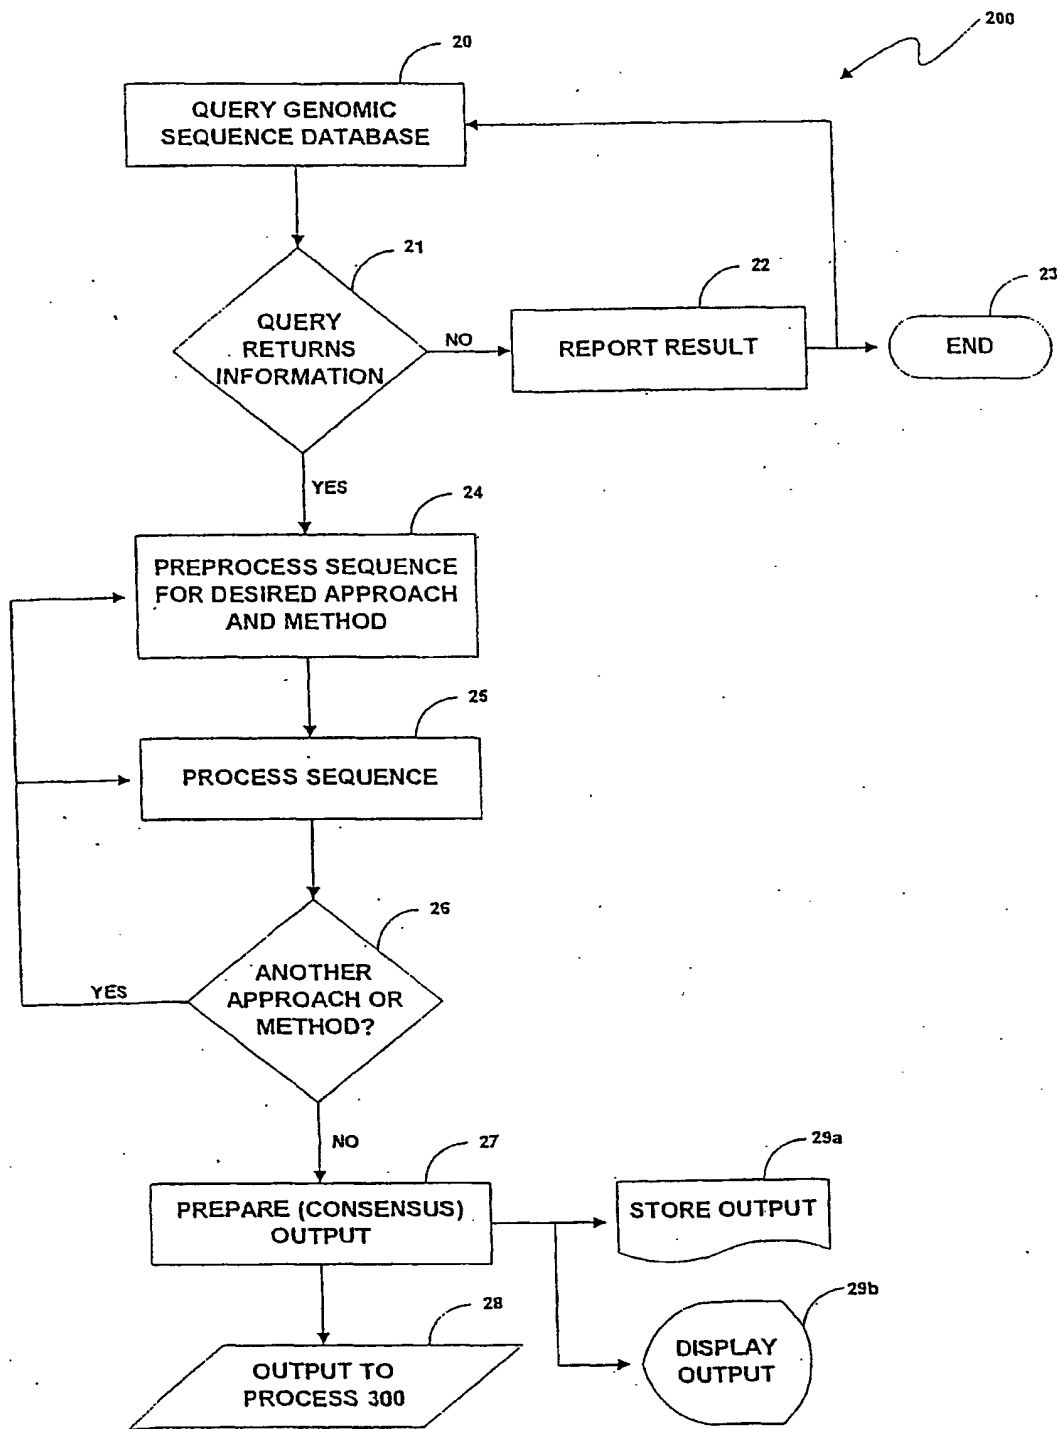 200
20
QUERY GENOMIC
SEQUENCE DATABASE
21
QUERY
RETURNS
INFORMATION
NO
22
REPORT RESULT
23
END
YES
24
PREPROCESS SEQUENCE
FOR DESIRED APPROACH
AND METHOD
25
PROCESS SEQUENCE
26
ANOTHER
APPROACH OR
METHOD?
YES
NO
27
PREPARE (CONSENSUS)
OUTPUT
29a
STORE OUTPUT
28
OUTPUT TO
PROCESS 300
29b
DISPLAY
OUTPUT